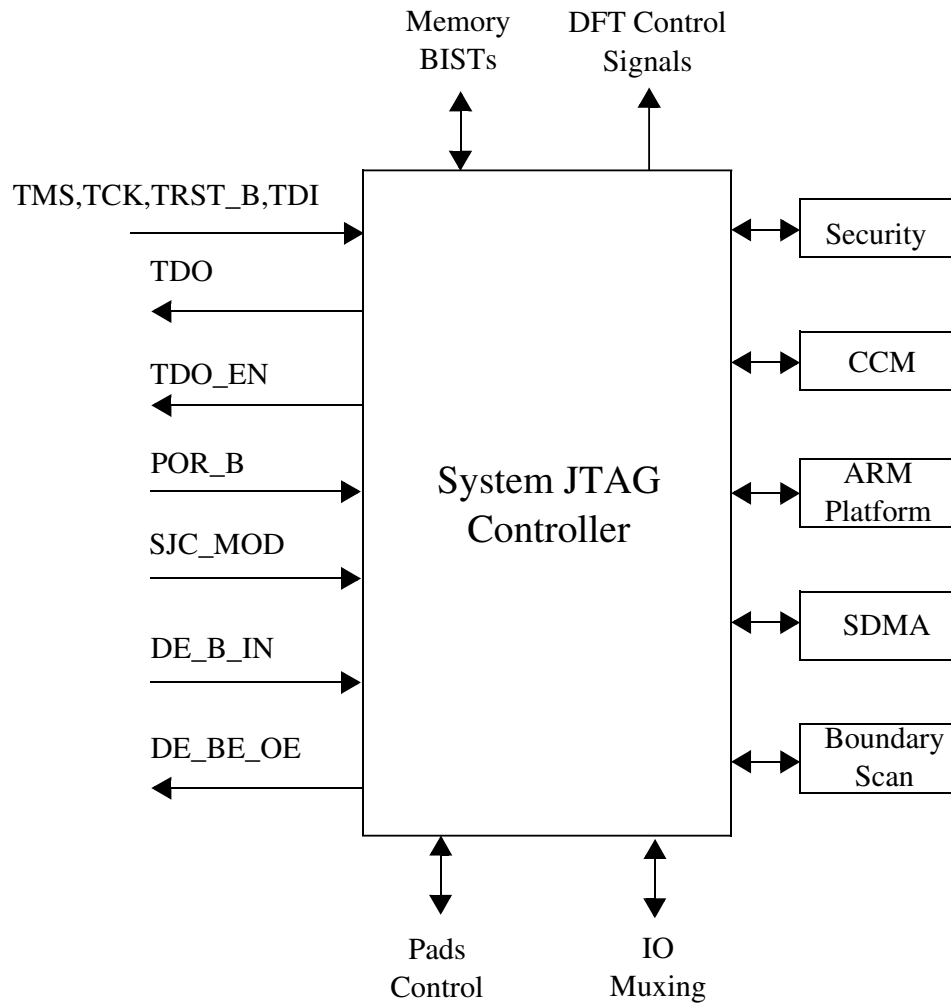 Memory
BISTs
DFT Control
Signals
TMS,TCK,TRST_B,TDI
TDO
TDO_EN
POR_B
SJC_MOD
DE_B_IN
DE_BE_OE
System JTAG
Controller
Security
CCM
ARM
Platform
SDMA
Boundary
Scan
Pads
Control
IO
Muxing